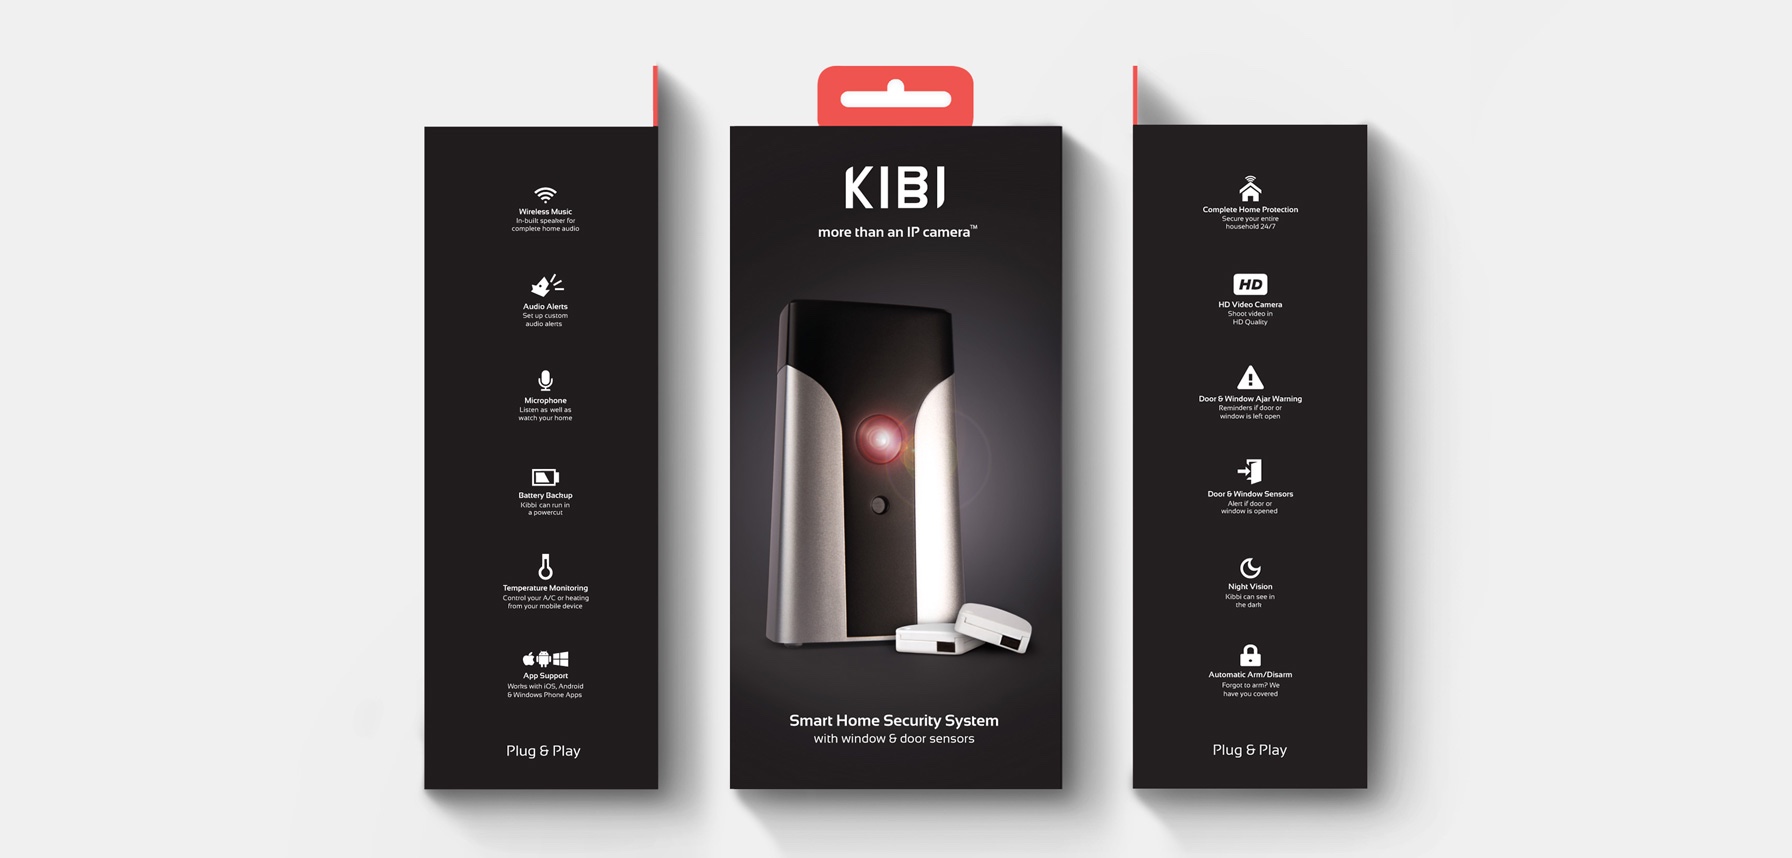 Wireless Music
In-built speaker for
complete home audio
Audio Alerts
Set up custom
audio alerts
Microphone
Listen as well as
watch your home
Battery Backup
Kibbi can run in
a powercut
Temperature Monitoring
Control your A/C or heating
from your mobile device
App Support
Works with iOS, Android
& Windows Phone Apps
Plug & Play
KIBI
more than an IP camera™
Smart Home Security System
with window & door sensors
Complete Home Protection
Secure your entire
household 24/7
HD
HD Video Camera
Shoot video in
HD Quality
Door & Window Ajar Warning
Reminders if door or
window is left open
Door & Window Sensors
Alert if door or
window is opened
Night Vision
Kibbi can see in
the dark
Automatic Arm/Disarm
Forgot to arm? We
have you covered
Plug & Play